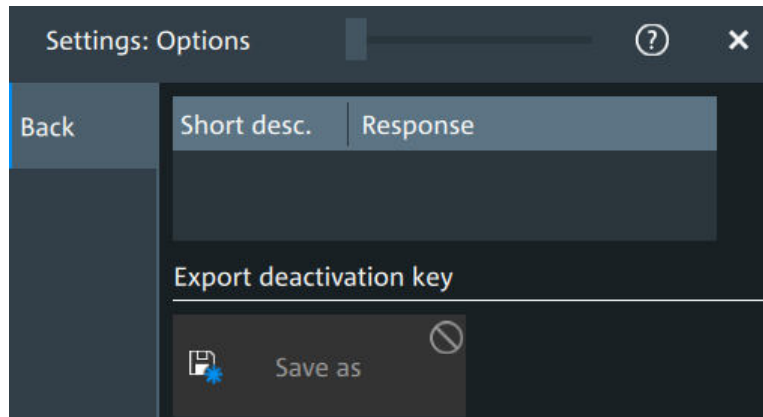 Settings: Options
Back
Short desc. Response
Export deactivation key
Save as